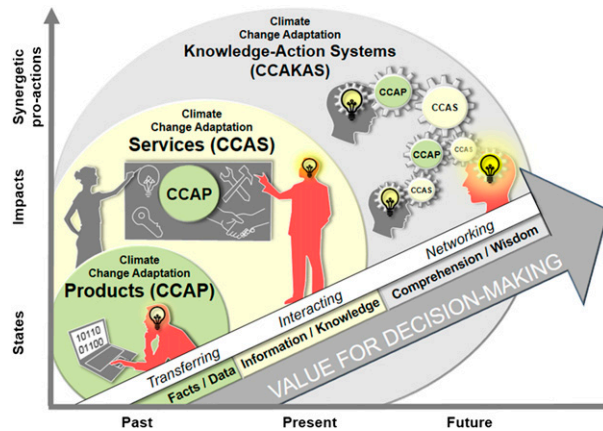 Climate
Change Adaptation
Knowledge-Action Systems
(CCAKAS)
Synergetic
pro-actions
CCAP
CCAS
Climate
Change Adaptation
Services (CCAS)
CCAP
CCAS
CCAP
CCAS
Impacts
Climate
Change Adaptation
Products (CCAP)
10110
01100
States
Transferring
Interacting
Networking
Facts / Data
Information / Knowledge
Comprehension / Wisdom
VALUE FOR DECISION-MAKING
Past
Present
Future